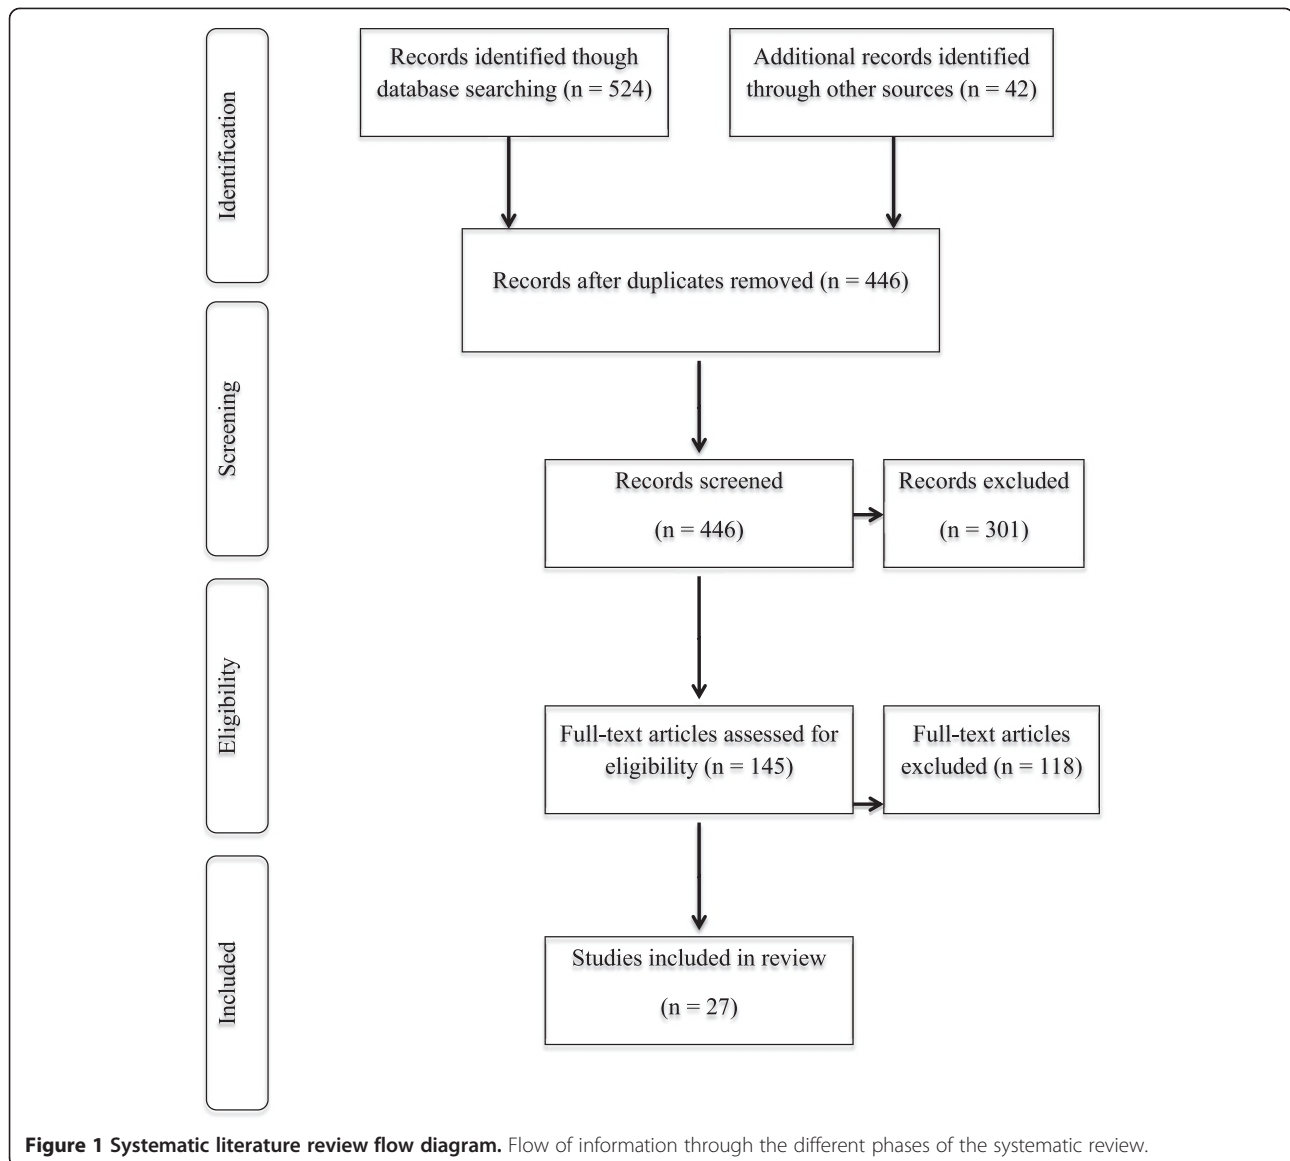 Identification
Records identified though
database searching (n = 524)
Additional records identified
through other sources (n = 42)
Records after duplicates removed (n = 446)
Screening
Records screened
(n = 446)
Records excluded
(n = 301)
Eligibility
Full-text articles assessed for
eligibility (n = 145)
Full-text articles
excluded (n = 118)
Included
Studies included in review
(n = 27)
Figure 1 Systematic literature review flow diagram. Flow of information through the different phases of the systematic review.